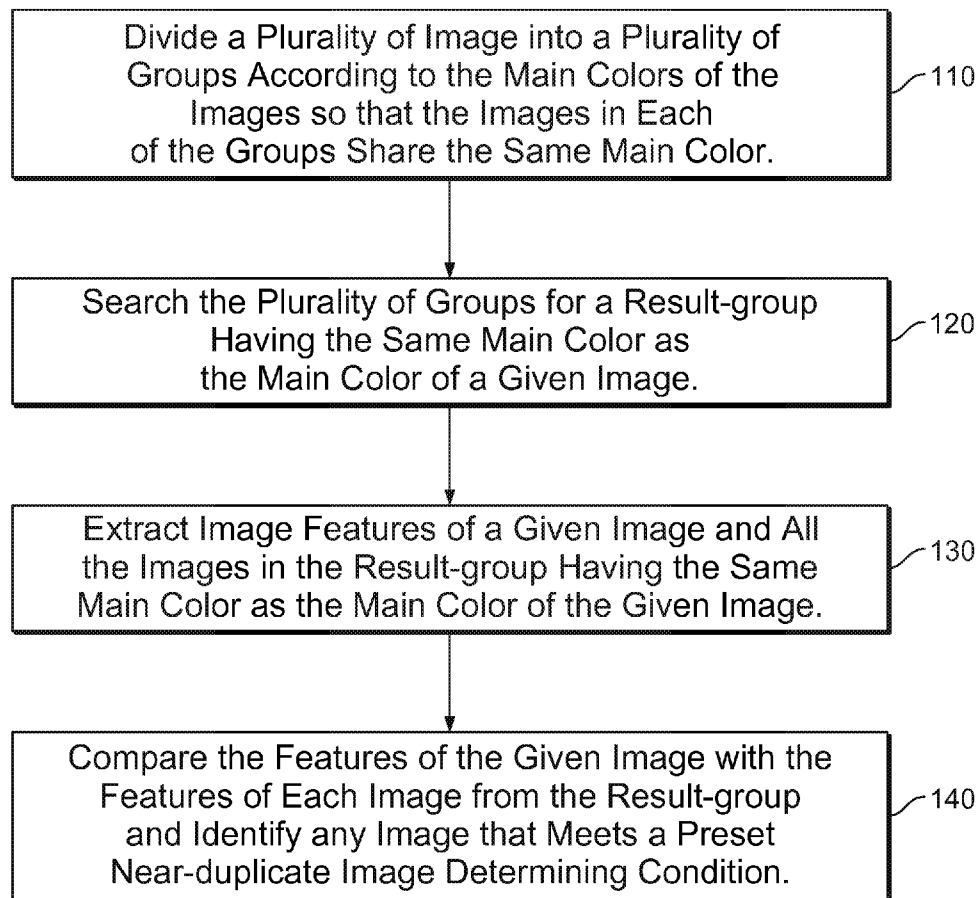 Divide a Plurality of Image into a Plurality of
Groups According to the Main Colors of the
Images so that the Images in Each
of the Groups Share the Same Main Color.
110
Search the Plurality of Groups for a Result-group
Having the Same Main Color as
the Main Color of a Given Image.
120
Extract Image Features of a Given Image and All
the Images in the Result-group Having the Same
Main Color as the Main Color of the Given Image.
130
Compare the Features of the Given Image with the
Features of Each Image from the Result-group
and Identify any Image that Meets a Preset
Near-duplicate Image Determining Condition.
140